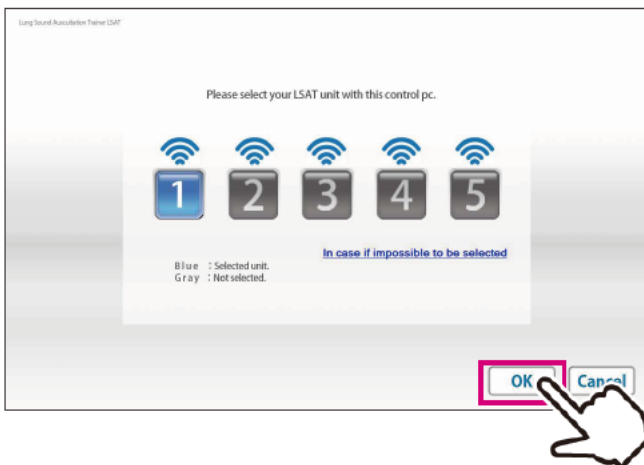 Lung Sound Auscultation Trainer LSAT
Please select your LSAT unit with this control pc.
1 2 3 4 5
In case if impossible to be selected
Blue : Selected unit.
Gray : Not selected.
OK Cancel